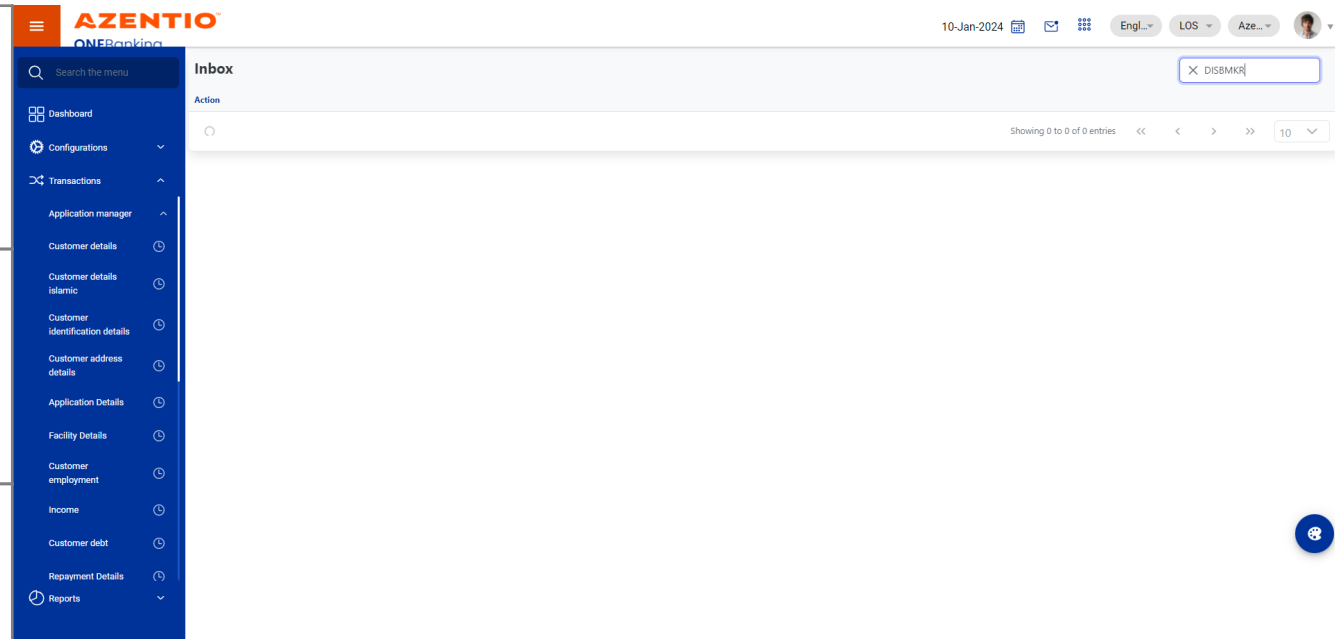 AZENTIO™
ONEBanking
10-Jan-2024
Engl...
LOS
Aze...
Search the menu
Dashboard
Configurations
Transactions
Application manager
Customer details
Customer details
islamic
Customer
identification details
Customer address
details
Application Details
Facility Details
Customer
employment
Income
Customer debt
Repayment Details
Reports
Inbox
DISBMKR
Action
Showing 0 to 0 of 0 entries
10